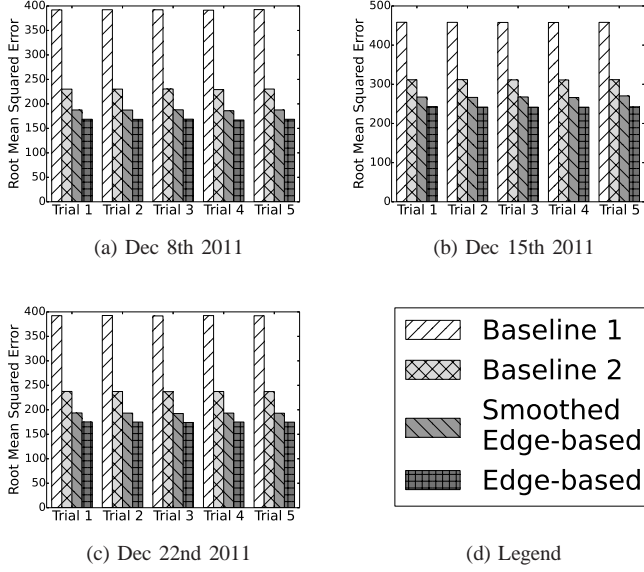 Root Mean Squared Error
400
350
300
250
200
150
100
50
0
Trial 1 Trial 2 Trial 3 Trial 4 Trial 5
(a) Dec 8th 2011
Root Mean Squared Error
500
400
300
200
100
0
Trial 1 Trial 2 Trial 3 Trial 4 Trial 5
(b) Dec 15th 2011
Root Mean Squared Error
400
350
300
250
200
150
100
50
0
Trial 1 Trial 2 Trial 3 Trial 4 Trial 5
(c) Dec 22nd 2011
Baseline 1
Baseline 2
Smoothed
Edge-based
Edge-based
(d) Legend